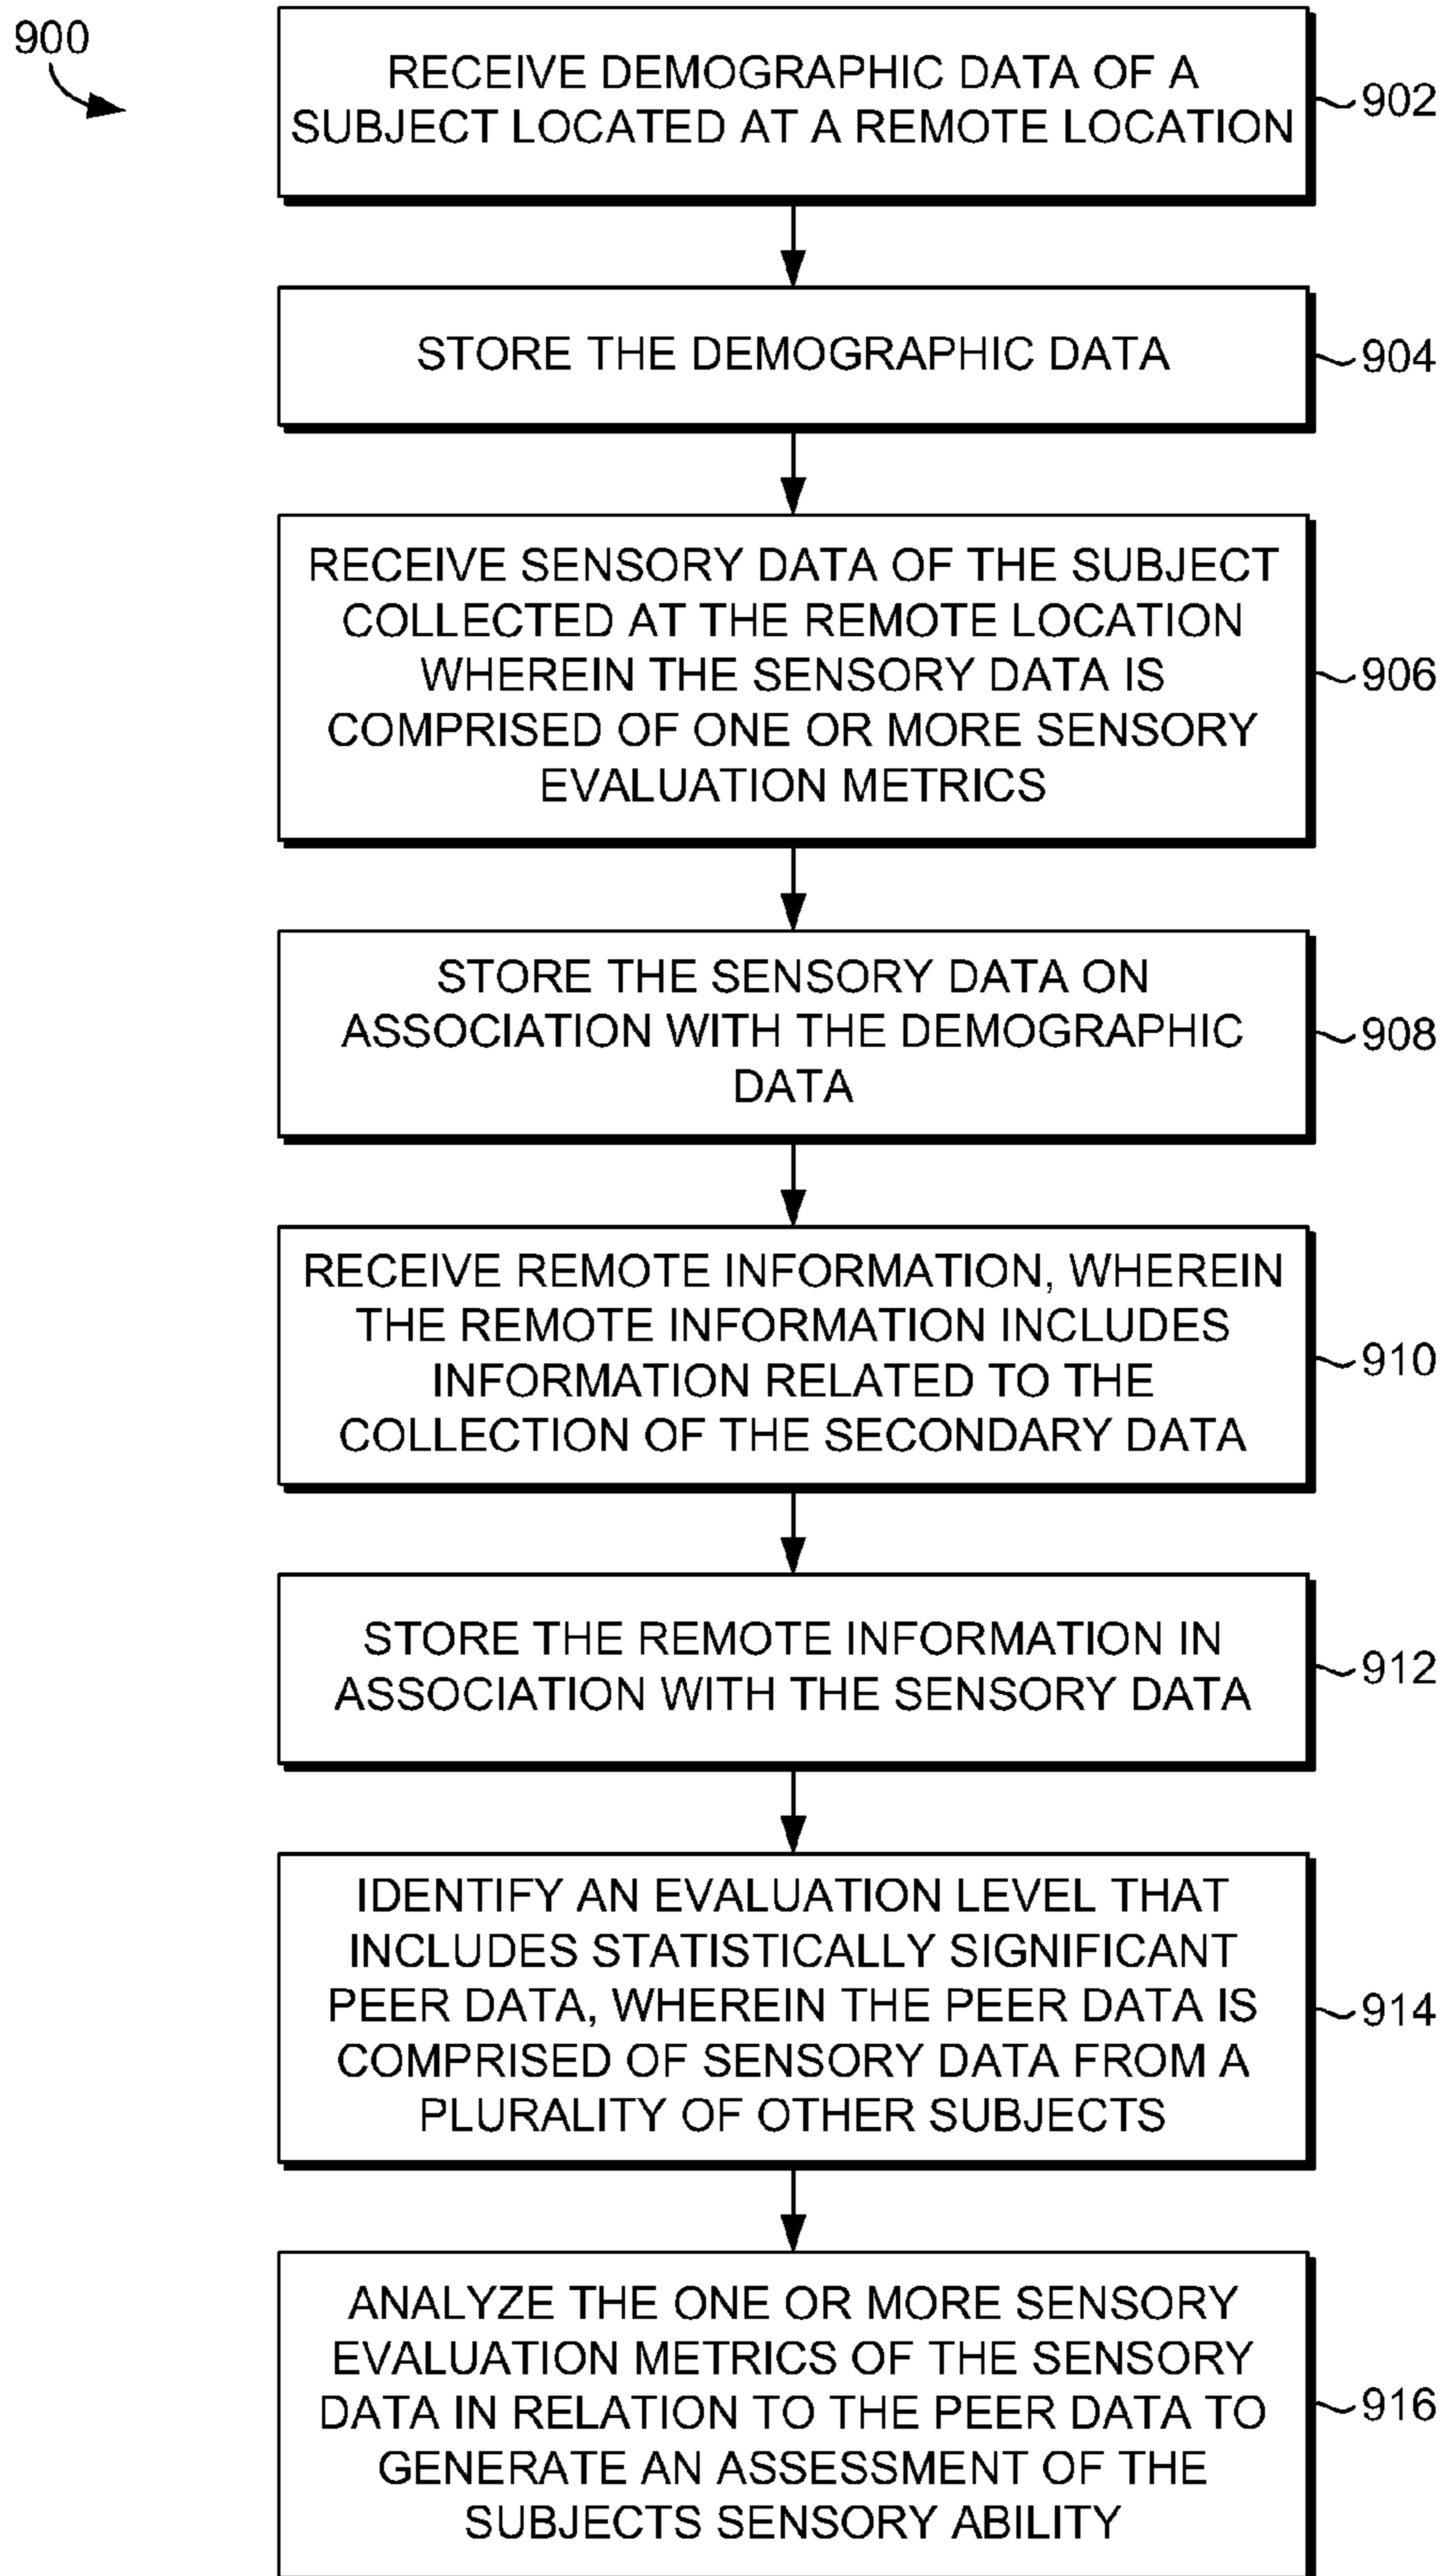 900
RECEIVE DEMOGRAPHIC DATA OF A
SUBJECT LOCATED AT A REMOTE LOCATION
902
STORE THE DEMOGRAPHIC DATA
904
RECEIVE SENSORY DATA OF THE SUBJECT
COLLECTED AT THE REMOTE LOCATION
WHEREIN THE SENSORY DATA IS
COMPRISED OF ONE OR MORE SENSORY
EVALUATION METRICS
906
STORE THE SENSORY DATA ON
ASSOCIATION WITH THE DEMOGRAPHIC
DATA
908
RECEIVE REMOTE INFORMATION, WHEREIN
THE REMOTE INFORMATION INCLUDES
INFORMATION RELATED TO THE
COLLECTION OF THE SECONDARY DATA
910
STORE THE REMOTE INFORMATION IN
ASSOCIATION WITH THE SENSORY DATA
912
IDENTIFY AN EVALUATION LEVEL THAT
INCLUDES STATISTICALLY SIGNIFICANT
PEER DATA, WHEREIN THE PEER DATA IS
COMPRISED OF SENSORY DATA FROM A
PLURALITY OF OTHER SUBJECTS
914
ANALYZE THE ONE OR MORE SENSORY
EVALUATION METRICS OF THE SENSORY
DATA IN RELATION TO THE PEER DATA TO
GENERATE AN ASSESSMENT OF THE
SUBJECTS SENSORY ABILITY
916